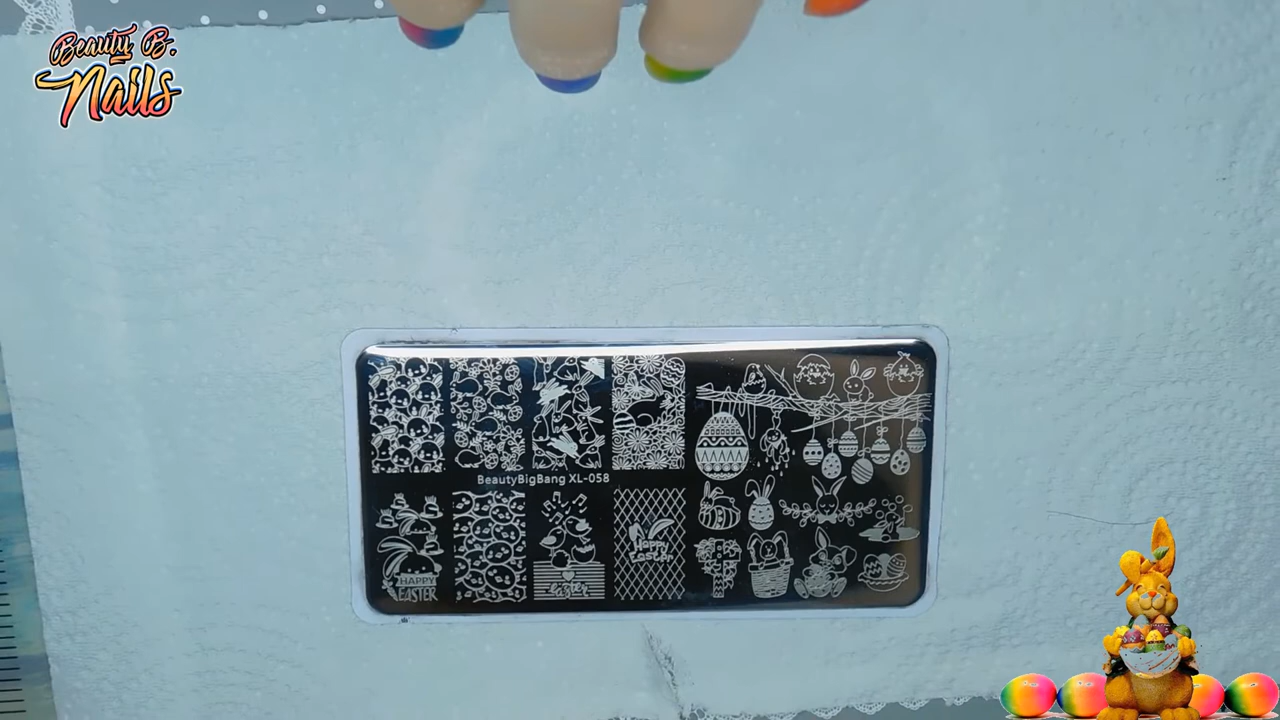 Beauty B.
Nails
BeautyBigBang XL-058
HAPPY
EASTER
easter
Happy
Easter